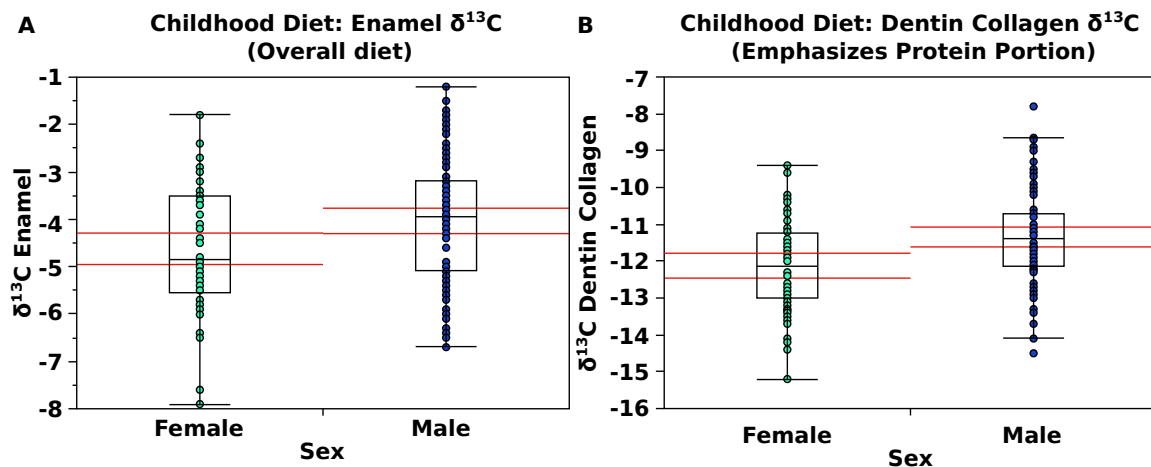 A
Childhood Diet: Enamel δ¹³C
(Overall diet)
δ¹³C Enamel
-1
-2
-3
-4
-5
-6
-7
-8
Female
Male
Sex
B
Childhood Diet: Dentin Collagen δ¹³C
(Emphasizes Protein Portion)
δ¹³C Dentin Collagen
-7
-8
-9
-10
-11
-12
-13
-14
-15
-16
Female
Male
Sex